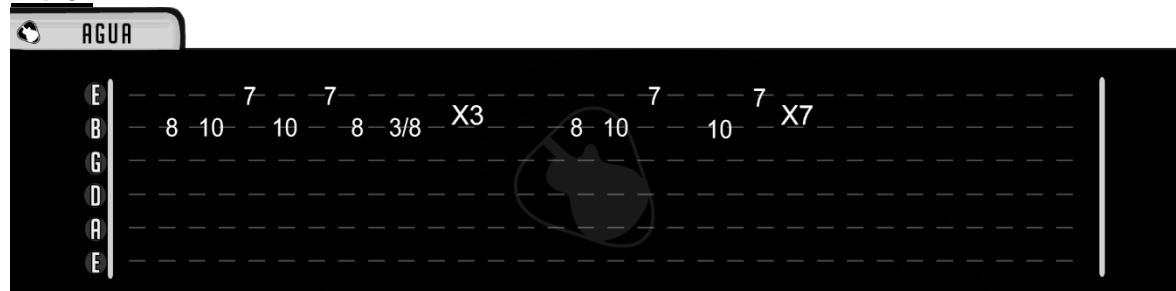 AGUA
E — — — — 7 — — 7 — — — — — — — — — — 7 — — 7 — — — — — — — — —
B — 8 — 10 — — 10 — 8 — 3/8 — X3 — — — 8 — 10 — — 10 — X7 — — — — — — — —
G — — — — — — — — — — — — — — — — — — — — — — — — — — —
D — — — — — — — — — — — — — — — — — — — — — — — — — — —
A — — — — — — — — — — — — — — — — — — — — — — — — — — —
E — — — — — — — — — — — — — — — — — — — — — — — — — — —